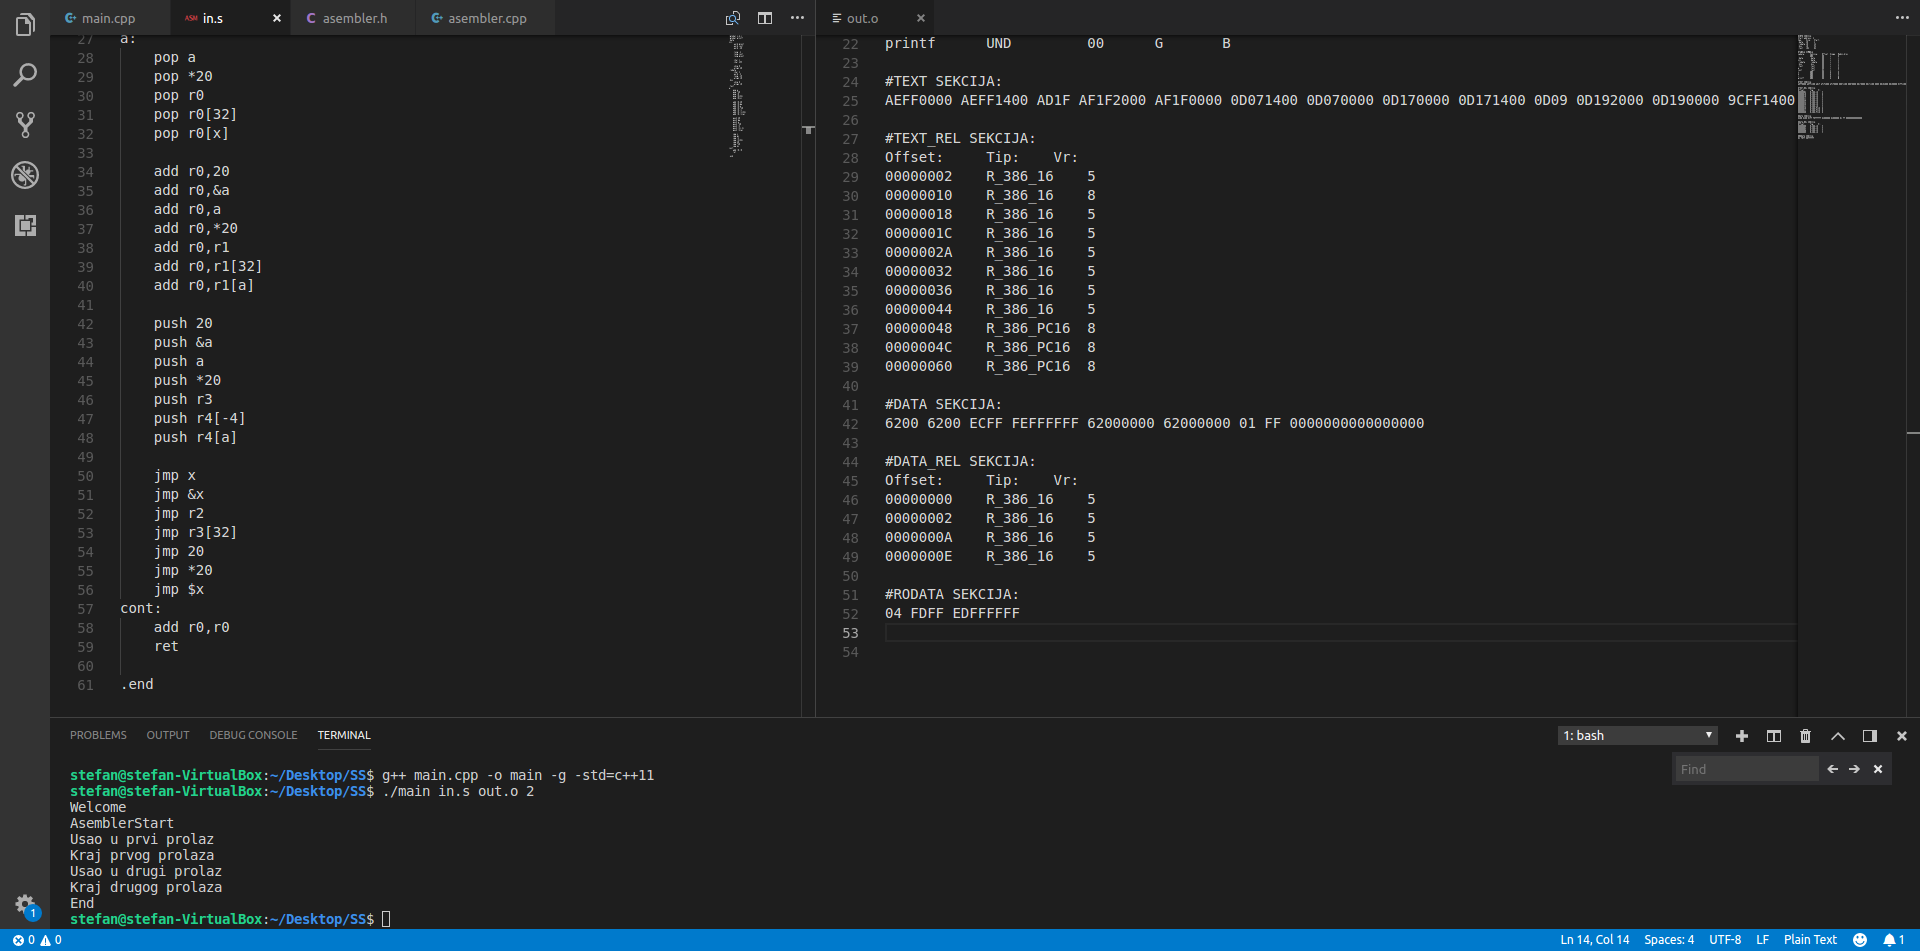 main.cpp
ASM in.s
C asembler.h
asembler.cpp
out.o
27 a:
28 pop a
29 pop *20
30 pop r0
31 pop r0[32]
32 pop r0[x]
33
34 add r0,20
35 add r0,&a
36 add r0,a
37 add r0,*20
38 add r0,r1
39 add r0,r1[32]
40 add r0,r1[a]
41
42 push 20
43 push &a
44 push a
45 push *20
46 push r3
47 push r4[-4]
48 push r4[a]
49
50 jmp x
51 jmp &x
52 jmp r2
53 jmp r3[32]
54 jmp 20
55 jmp *20
56 jmp $x
57 cont:
58 add r0,r0
59 ret
60
61 .end
22 printf UND 00 G B
23
24 #TEXT SEKCIJA:
25 AEFF0000 AEFF1400 AD1F AF1F2000 AF1F0000 0D071400 0D070000 0D170000 0D171400 0D09 0D192000 0D190000 9CFF1400
26
27 #TEXT_REL SEKCIJA:
28 Offset: Tip: Vr:
29 00000002 R_386_16 5
30 00000010 R_386_16 8
31 00000018 R_386_16 5
32 0000001C R_386_16 5
33 0000002A R_386_16 5
34 00000032 R_386_16 5
35 00000036 R_386_16 5
36 00000044 R_386_16 5
37 00000048 R_386_PC16 8
38 0000004C R_386_PC16 8
39 00000060 R_386_PC16 8
40
41 #DATA SEKCIJA:
42 6200 6200 ECFF FEFFFFFF 62000000 62000000 01 FF 0000000000000000
43
44 #DATA_REL SEKCIJA:
45 Offset: Tip: Vr:
46 00000000 R_386_16 5
47 00000002 R_386_16 5
48 0000000A R_386_16 5
49 0000000E R_386_16 5
50
51 #RODATA SEKCIJA:
52 04 FDFF EDFFFFFF
53
54
PROBLEMS OUTPUT DEBUG CONSOLE TERMINAL
1: bash
Find
stefan@stefan-VirtualBox:~/Desktop/SS$ g++ main.cpp -o main -g -std=c++11
stefan@stefan-VirtualBox:~/Desktop/SS$ ./main in.s out.o 2
Welcome
AsemblerStart
Usao u prvi prolaz
Kraj prvog prolaza
Usao u drugi prolaz
Kraj drugog prolaza
End
stefan@stefan-VirtualBox:~/Desktop/SS$
1
0 0
Ln 14, Col 14 Spaces: 4 UTF-8 LF Plain Text 1